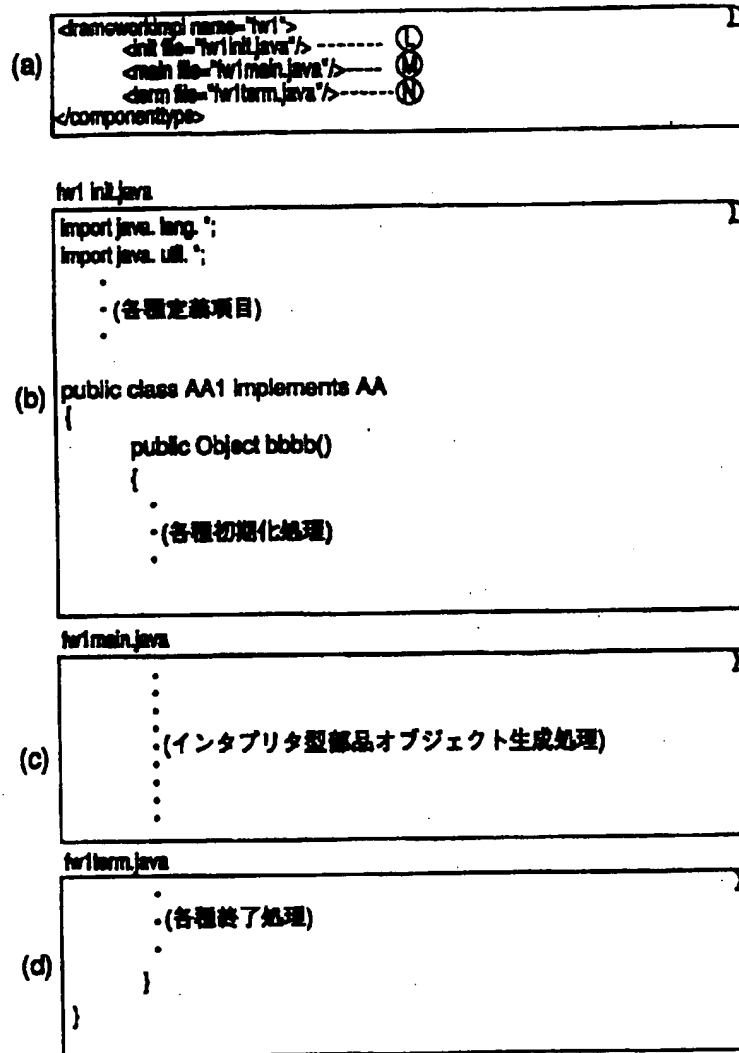 (a)
<frameworkimpl name="fw1">
<init file="fw1init.java"/> ------- Ⓛ
<main file="fw1main.java"/>------ Ⓜ
<term file="fw1term.java"/>------ Ⓝ
</componenttype>
fw1 init.java
(b)
import java. lang. *;
import java. util. *;
・
・(各種定義項目)
・
public class AA1 implements AA
{
public Object bbbb()
{
・
・(各種初期化処理)
・
fw1main.java
(c)
・
・
・
・
・(インタプリタ型部品オブジェクト生成処理)
・
・
・
・
fw1term.java
(d)
・
・(各種終了処理)
・
}
}